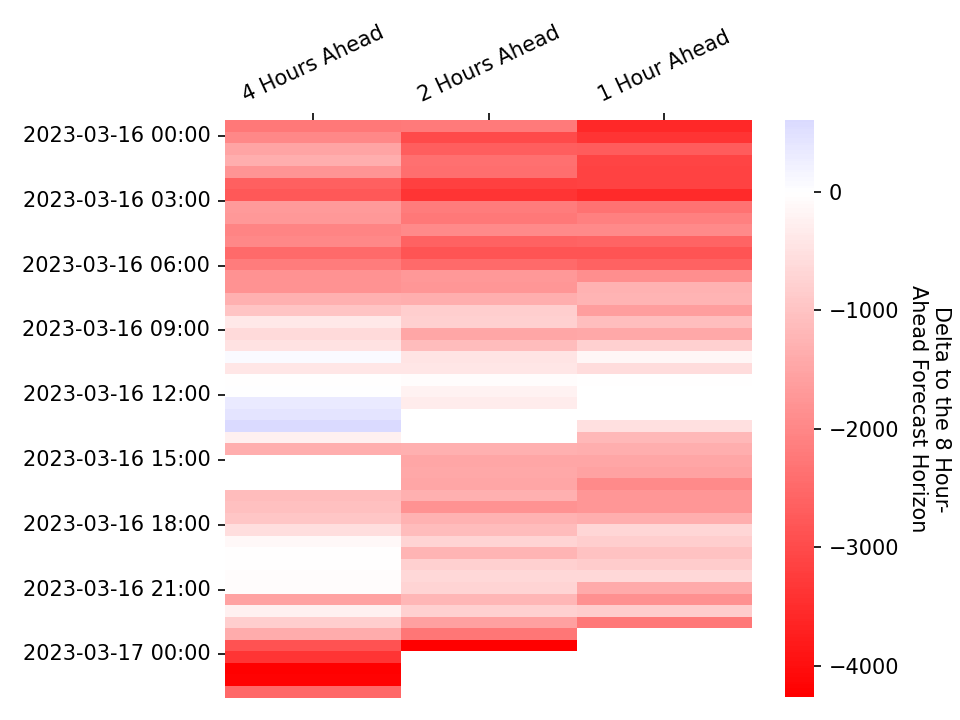 4 Hours Ahead
2 Hours Ahead
1 Hour Ahead
2023-03-16 00:00
2023-03-16 03:00
2023-03-16 06:00
2023-03-16 09:00
2023-03-16 12:00
2023-03-16 15:00
2023-03-16 18:00
2023-03-16 21:00
2023-03-17 00:00
0
−1000
−2000
−3000
−4000
Delta to the 8 Hour-
Ahead Forecast Horizon